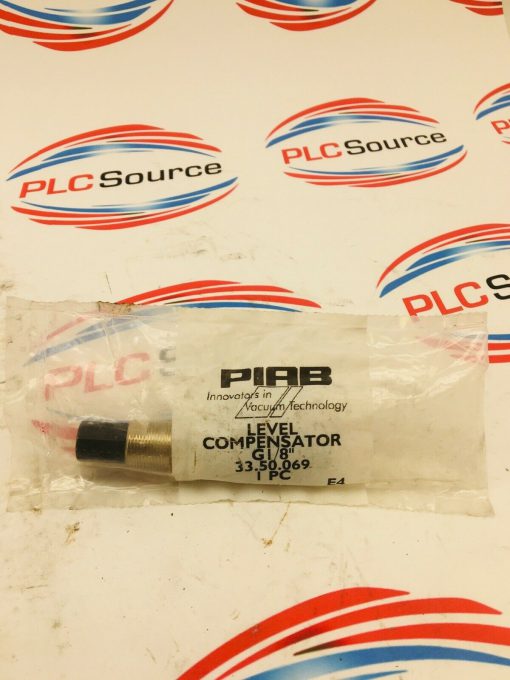 PLC Source
PLC Source
PLC
PLC Source
PIAB
Innovators in
Vacuum Technology
LEVEL
COMPENSATOR
G1/8"
33.50.069
1 PC
E4